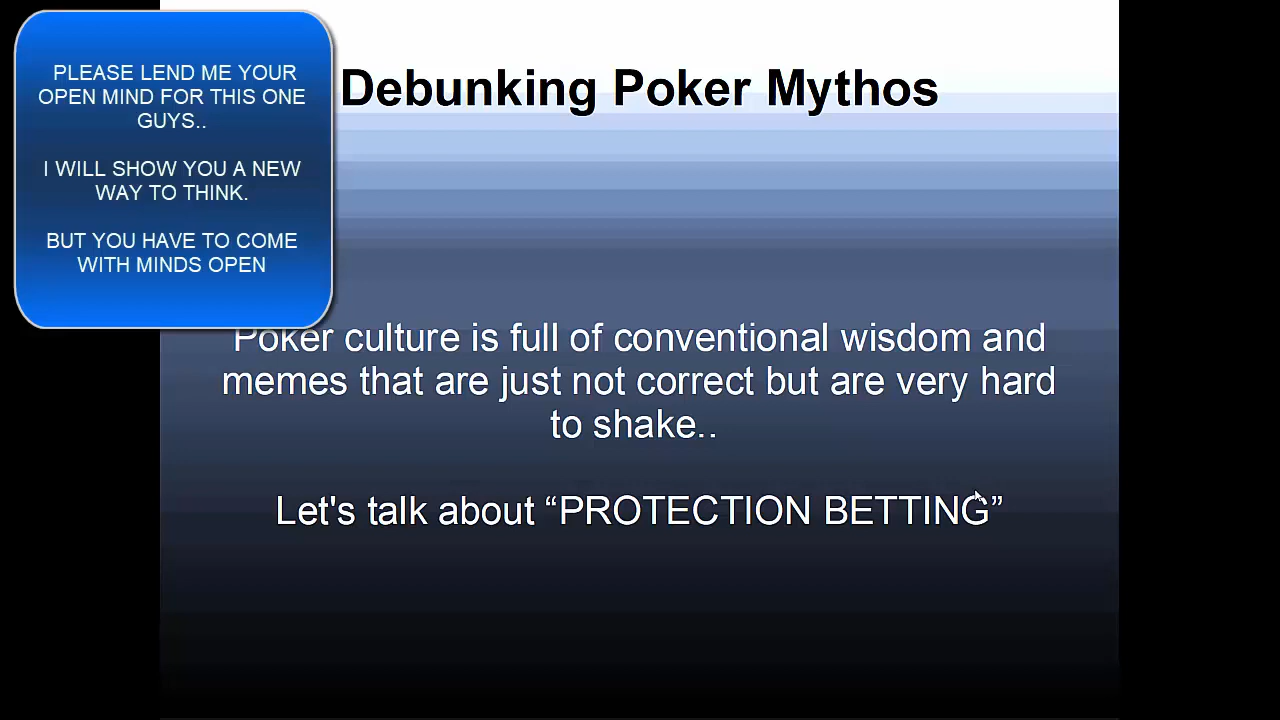 PLEASE LEND ME YOUR
OPEN MIND FOR THIS ONE
GUYS..
I WILL SHOW YOU A NEW
WAY TO THINK.
BUT YOU HAVE TO COME
WITH MINDS OPEN
Debunking Poker Mythos
Poker culture is full of conventional wisdom and
memes that are just not correct but are very hard
to shake..
Let's talk about “PROTECTION BETTING”